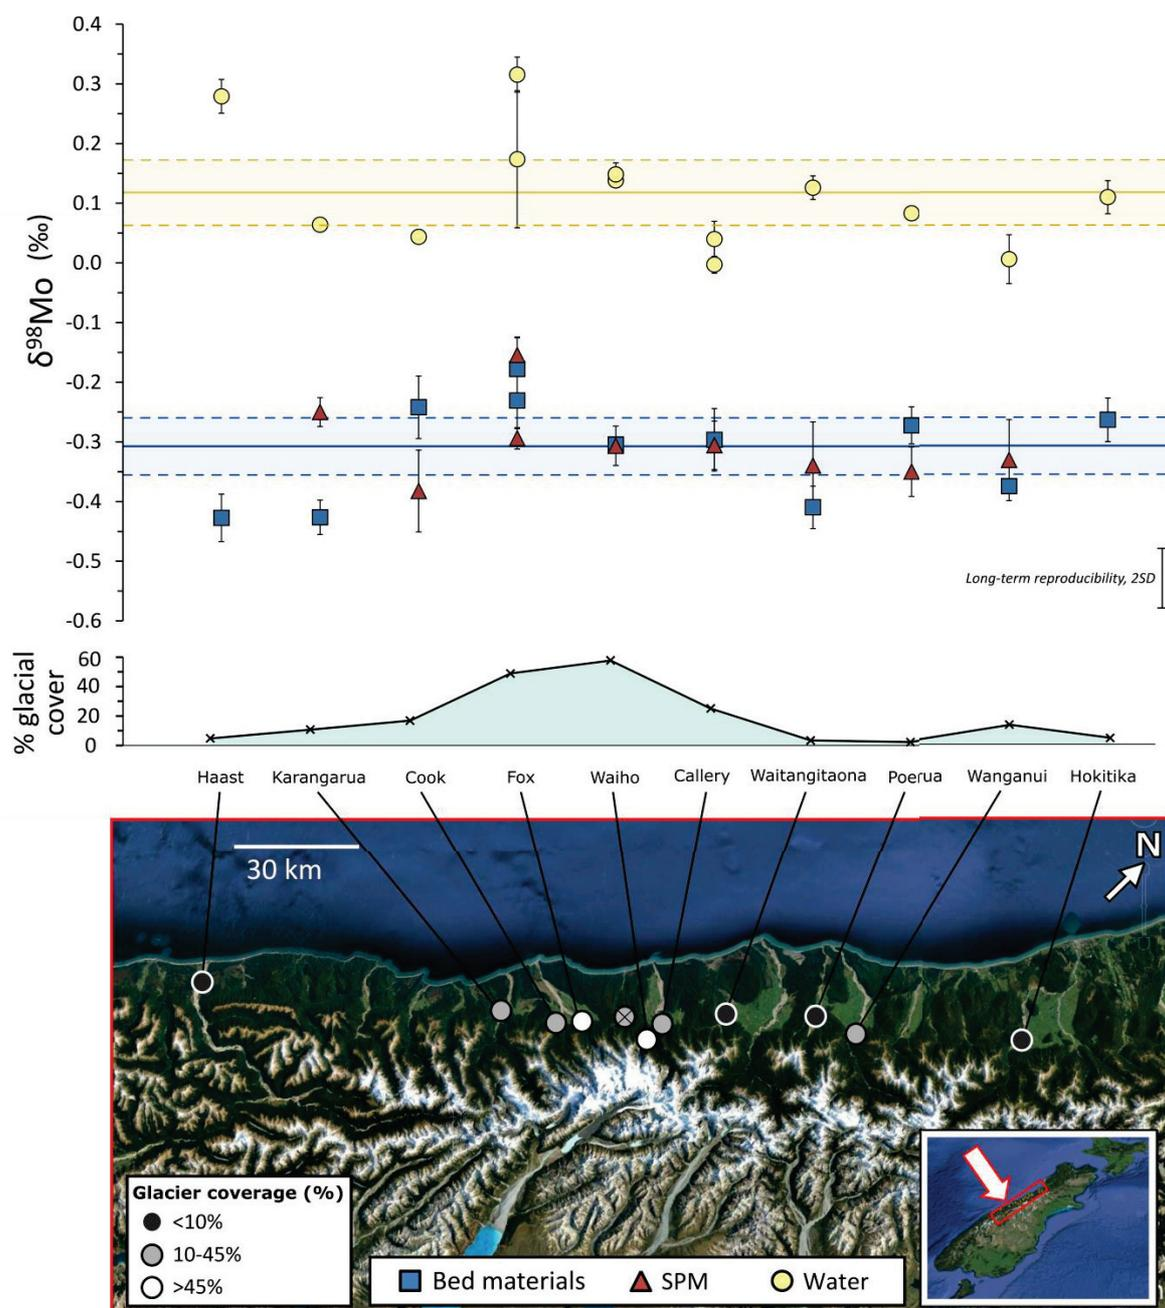 0.4
0.3
0.2
0.1
0.0
-0.1
-0.2
-0.3
-0.4
-0.5
-0.6
δ⁹⁸Mo (‰)
Long-term reproducibility, 2SD
60
40
20
0
% glacial
cover
Haast Karangarua Cook Fox Waiho Callery Waitangitaona Poerua Wanganui Hokitika
30 km
N
Glacier coverage (%)
<10%
10-45%
>45%
Bed materials SPM Water